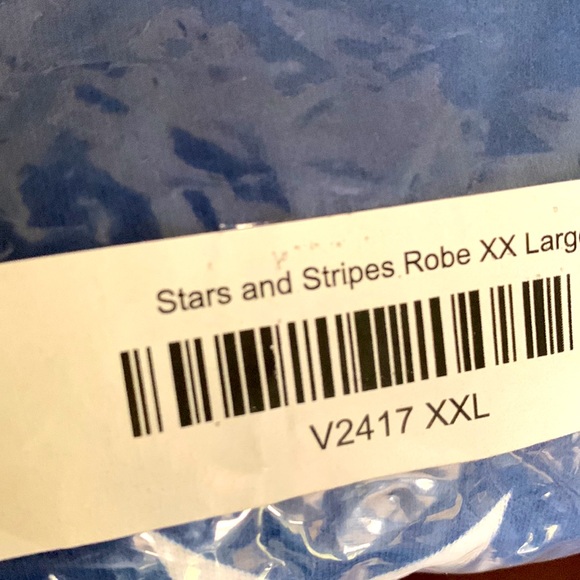 Stars and Stripes Robe XX Large
V2417 XXL